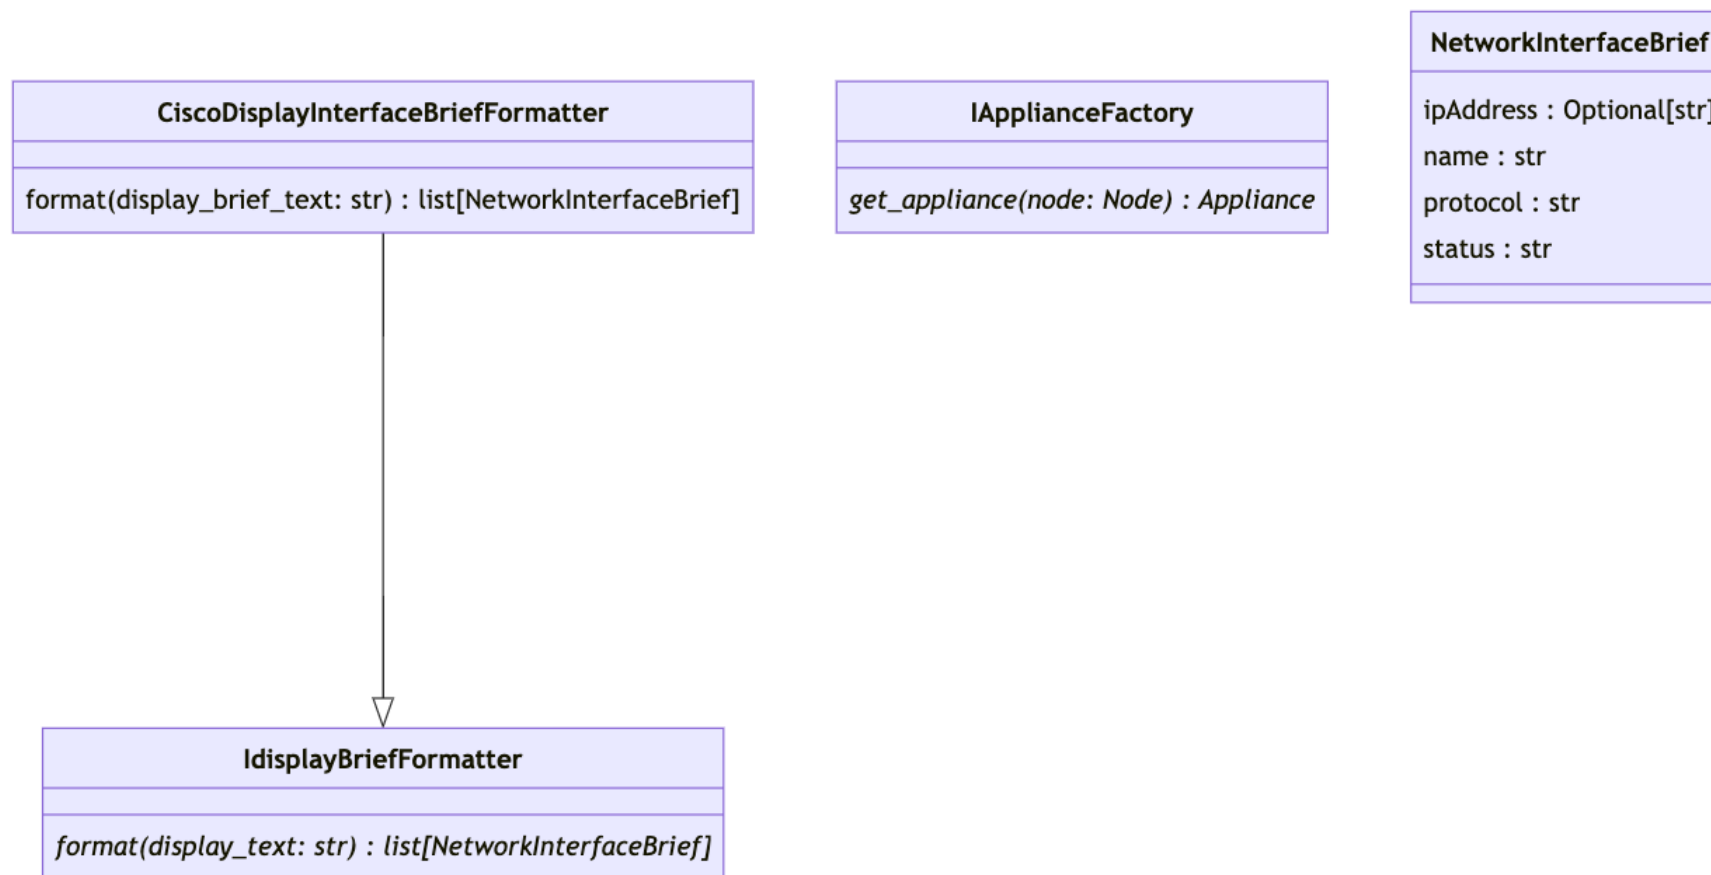 CiscoDisplayInterfaceBriefFormatter
format(display_brief_text: str) : list[NetworkInterfaceBrief]
IApplianceFactory
get_appliance(node: Node) : Appliance
NetworkInterfaceBrief
ipAddress : Optional[str]
name : str
protocol : str
status : str
IdisplayBriefFormatter
format(display_text: str) : list[NetworkInterfaceBrief]